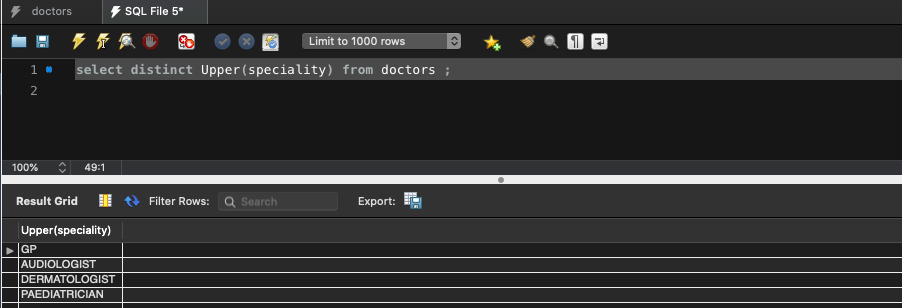 doctors
SQL File 5*
Limit to 1000 rows
1
select distinct Upper(speciality) from doctors ;
2
100%
49:1
Result Grid
Filter Rows:
Search
Export:
Upper(speciality)
GP
AUDIOLOGIST
DERMATOLOGIST
PAEDIATRICIAN